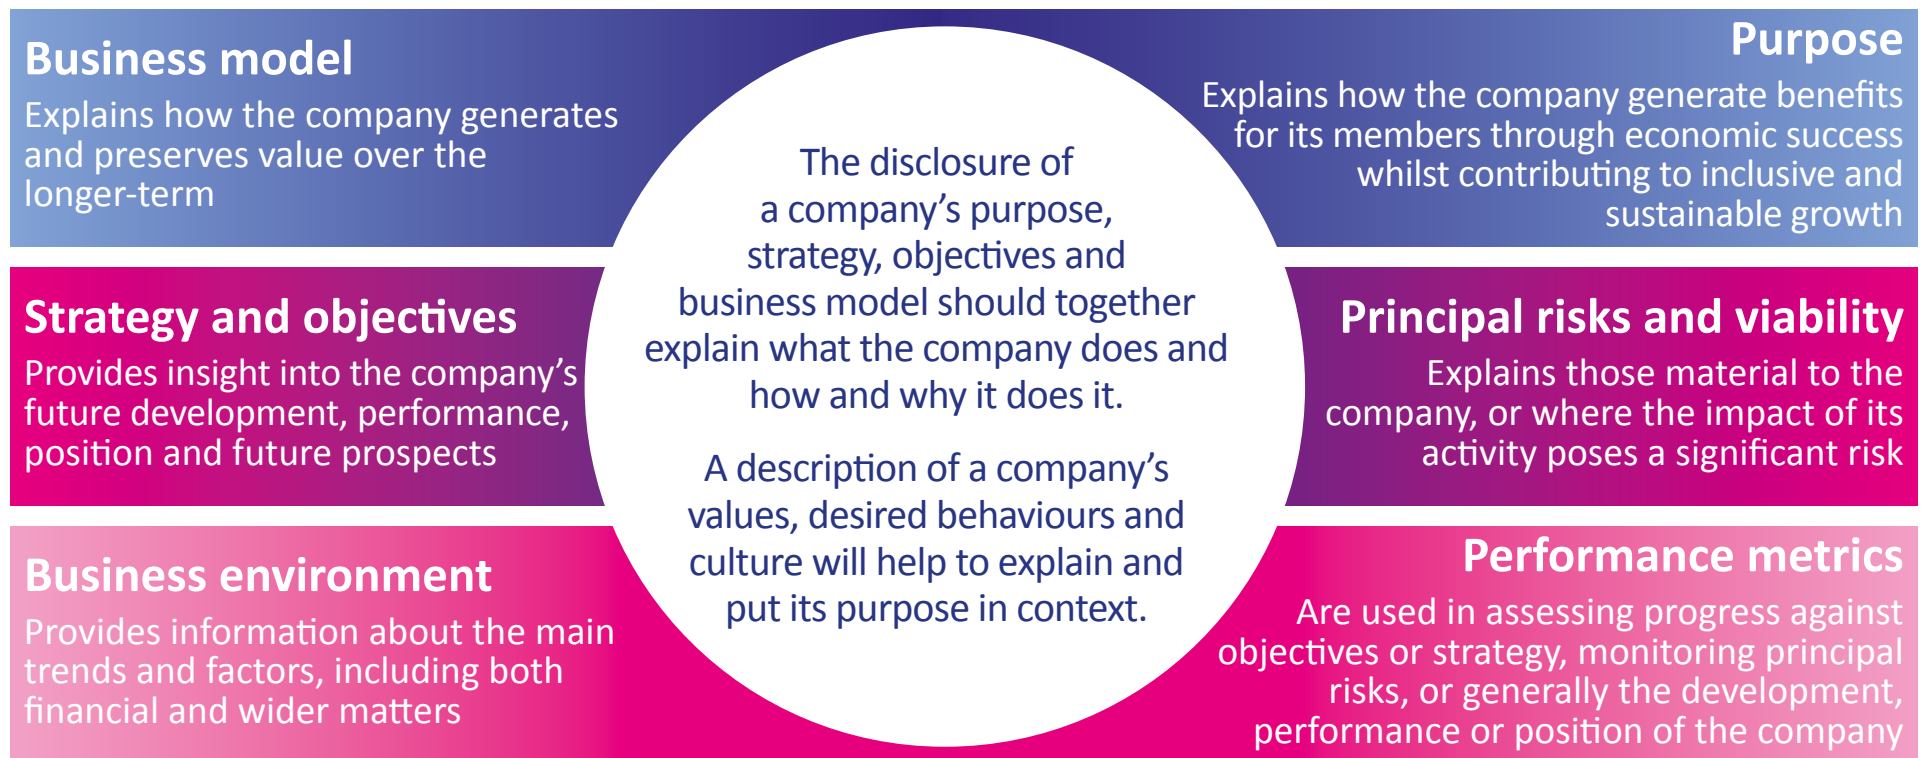 Business model
Explains how the company generates
and preserves value over the
longer-term
Purpose
Explains how the company generate benefits
for its members through economic success
whilst contributing to inclusive and
sustainable growth
The disclosure of
a company’s purpose,
strategy, objectives and
business model should together
explain what the company does and
how and why it does it.
A description of a company’s
values, desired behaviours and
culture will help to explain and
put its purpose in context.
Strategy and objectives
Provides insight into the company’s
future development, performance,
position and future prospects
Principal risks and viability
Explains those material to the
company, or where the impact of its
activity poses a significant risk
Business environment
Provides information about the main
trends and factors, including both
financial and wider matters
Performance metrics
Are used in assessing progress against
objectives or strategy, monitoring principal
risks, or generally the development,
performance or position of the company